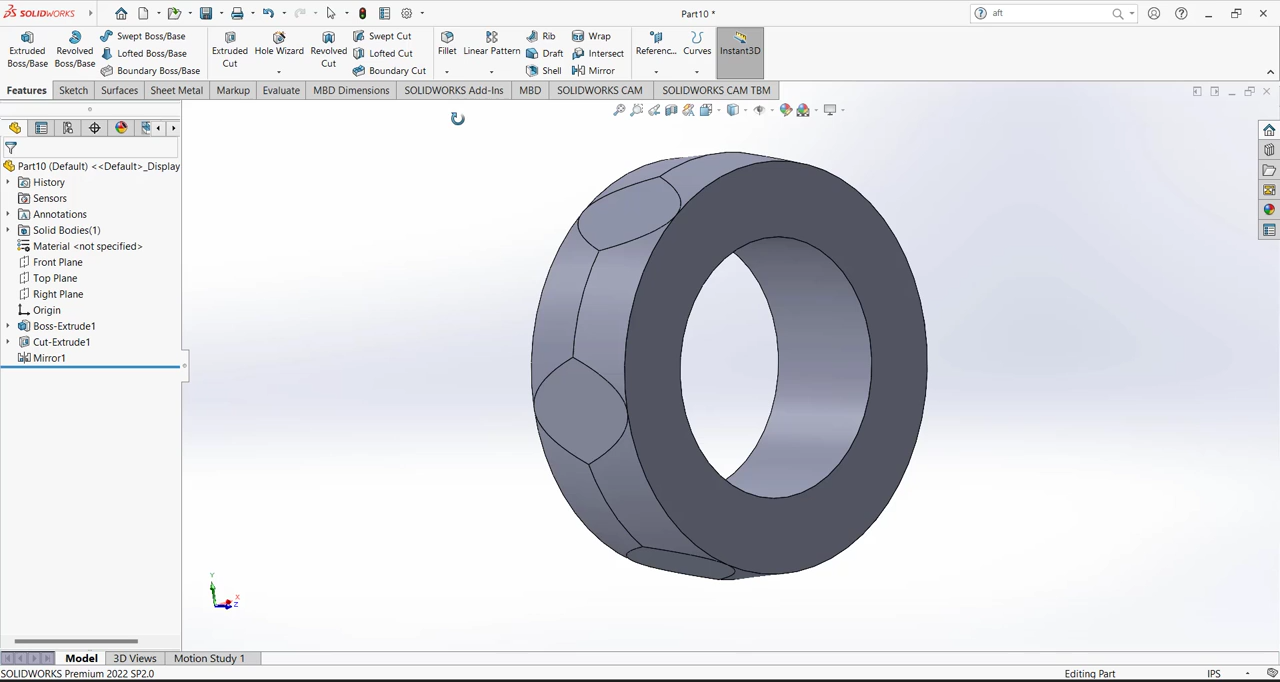 SOLIDWORKS
Part10 *
aft
Extruded Boss/Base
Revolved Boss/Base
Swept Boss/Base
Lofted Boss/Base
Boundary Boss/Base
Extruded Cut
Hole Wizard
Revolved Cut
Swept Cut
Lofted Cut
Boundary Cut
Fillet
Linear Pattern
Rib
Draft
Shell
Wrap
Intersect
Mirror
Referenc...
Curves
Instant3D
Features
Sketch
Surfaces
Sheet Metal
Markup
Evaluate
MBD Dimensions
SOLIDWORKS Add-Ins
MBD
SOLIDWORKS CAM
SOLIDWORKS CAM TBM
Part10 (Default) <<Default>_Display
History
Sensors
Annotations
Solid Bodies(1)
Material <not specified>
Front Plane
Top Plane
Right Plane
Origin
Boss-Extrude1
Cut-Extrude1
Mirror1
Y
X
Z
Model
3D Views
Motion Study 1
SOLIDWORKS Premium 2022 SP2.0
Editing Part
IPS